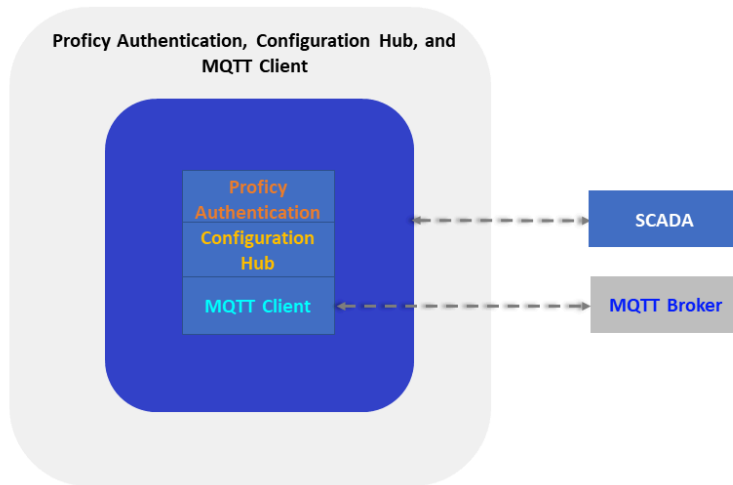 Proficy Authentication, Configuration Hub, and
MQTT Client
Proficy
Authentication
Configuration
Hub
SCADA
MQTT Client
MQTT Broker